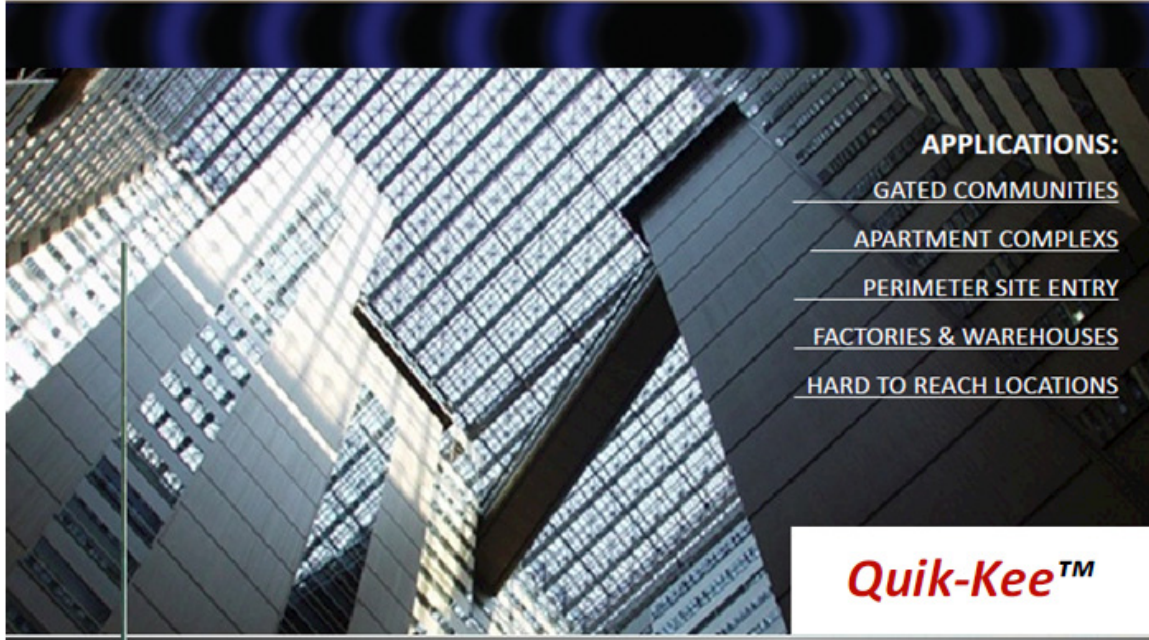 APPLICATIONS:
GATED COMMUNITIES
APARTMENT COMPLEXS
PERIMETER SITE ENTRY
FACTORIES & WAREHOUSES
HARD TO REACH LOCATIONS
Quik-Kee™